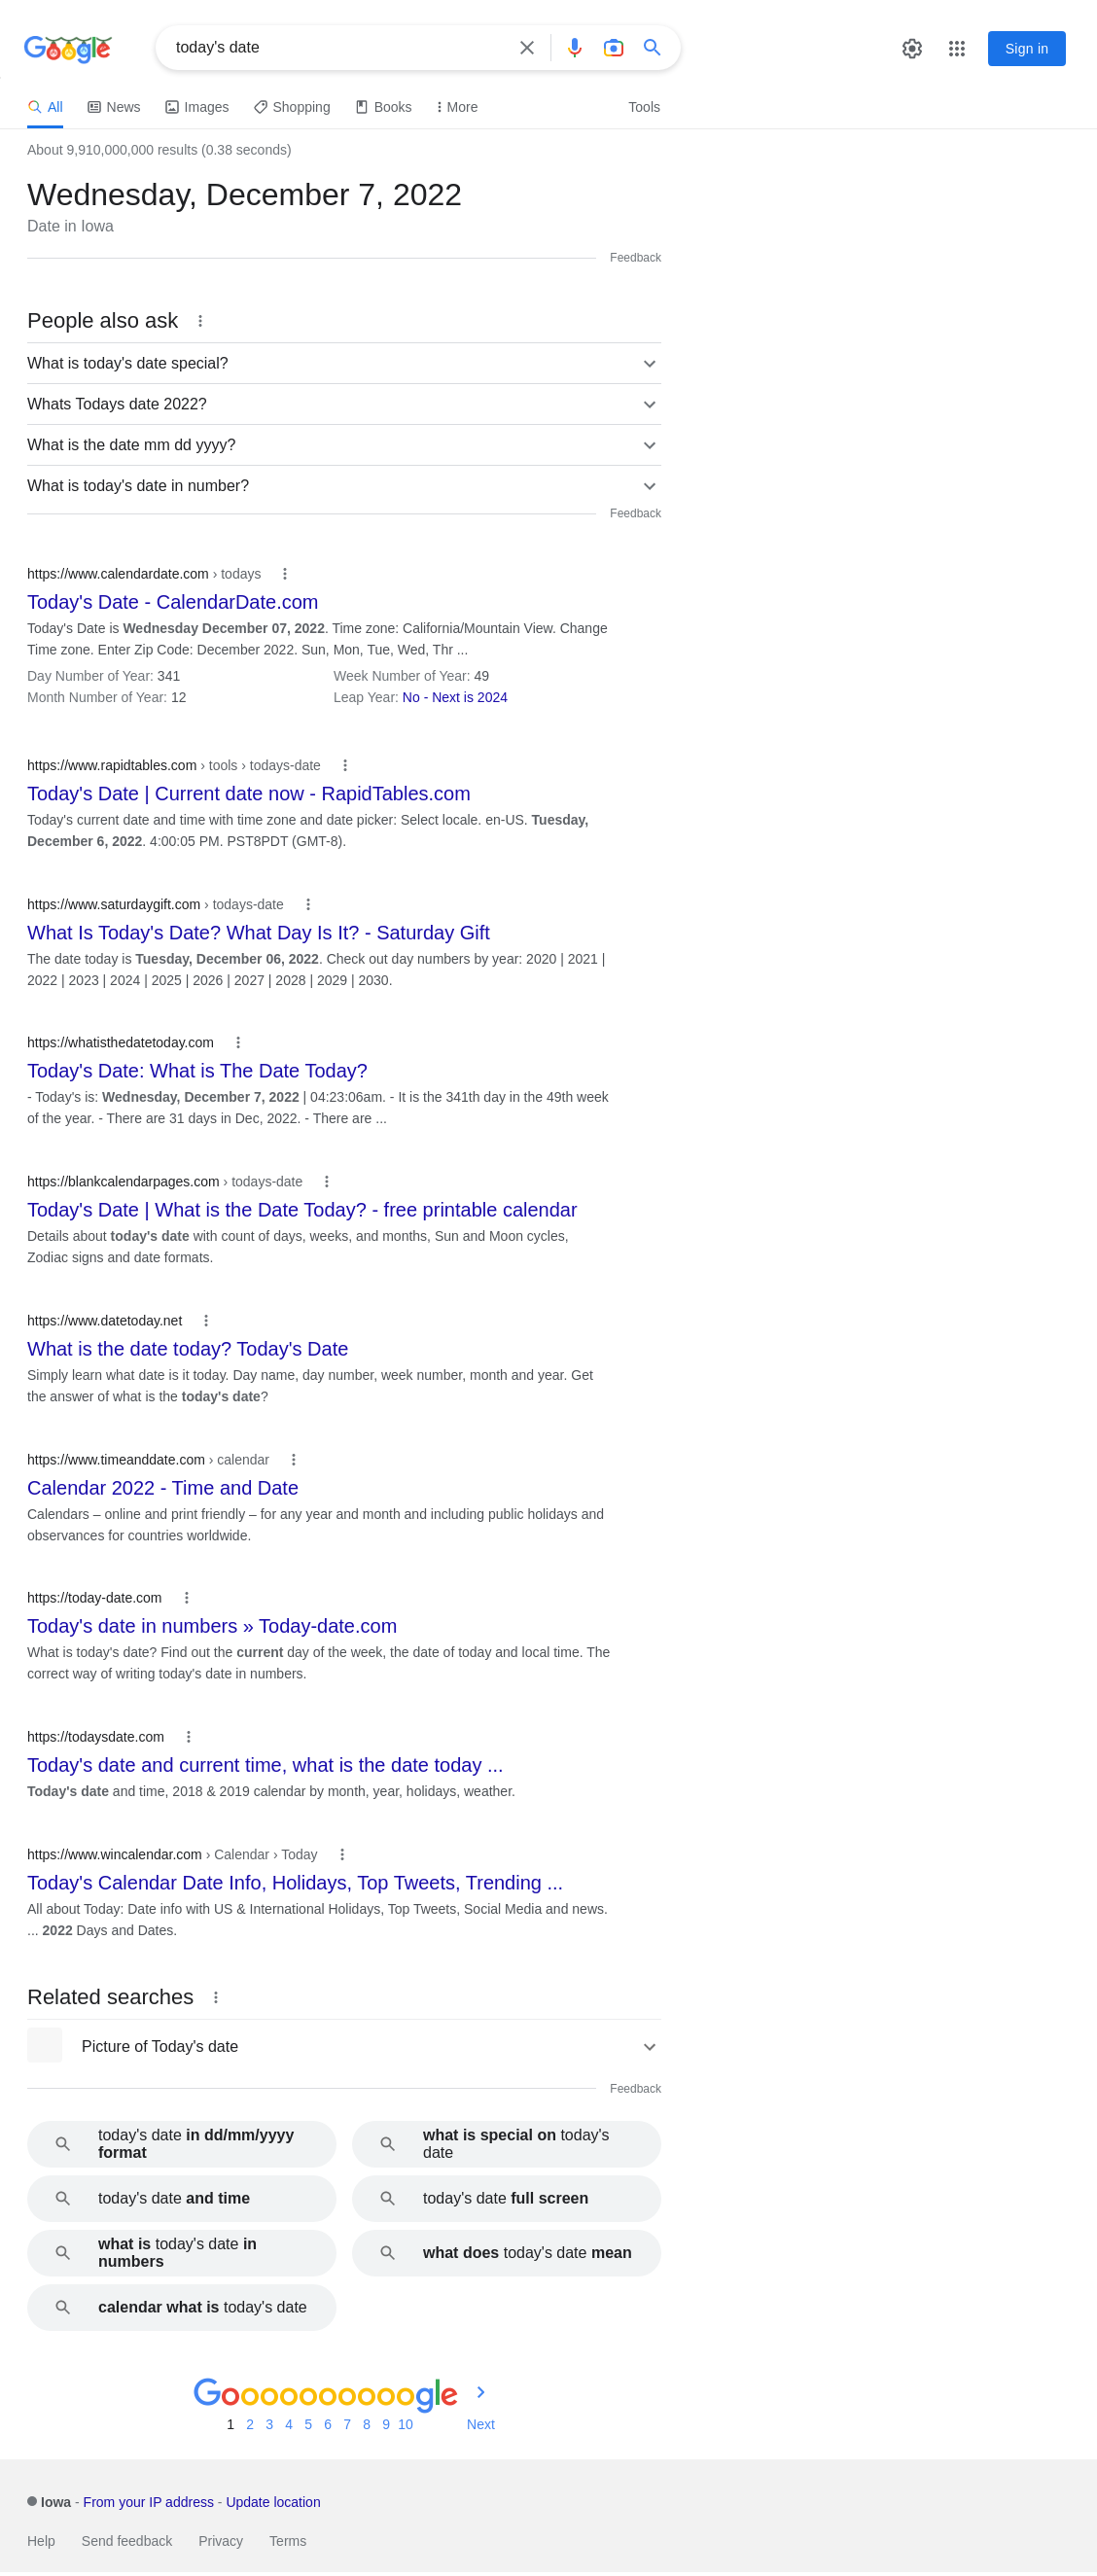 Google
today's date
Sign in
All
News
Images
Shopping
Books
More
Tools
About 9,910,000,000 results (0.38 seconds)
Wednesday, December 7, 2022
Date in Iowa
Feedback
People also ask
What is today's date special?
Whats Todays date 2022?
What is the date mm dd yyyy?
What is today's date in number?
Feedback
https://www.calendardate.com › todays
Today's Date - CalendarDate.com
Today's Date is Wednesday December 07, 2022. Time zone: California/Mountain View. Change
Time zone. Enter Zip Code: December 2022. Sun, Mon, Tue, Wed, Thr ...
Day Number of Year: 341
Week Number of Year: 49
Month Number of Year: 12
Leap Year: No - Next is 2024
https://www.rapidtables.com › tools › todays-date
Today's Date | Current date now - RapidTables.com
Today's current date and time with time zone and date picker: Select locale. en-US. Tuesday,
December 6, 2022. 4:00:05 PM. PST8PDT (GMT-8).
https://www.saturdaygift.com › todays-date
What Is Today's Date? What Day Is It? - Saturday Gift
The date today is Tuesday, December 06, 2022. Check out day numbers by year: 2020 | 2021 |
2022 | 2023 | 2024 | 2025 | 2026 | 2027 | 2028 | 2029 | 2030.
https://whatisthedatetoday.com
Today's Date: What is The Date Today?
- Today's is: Wednesday, December 7, 2022 | 04:23:06am. - It is the 341th day in the 49th week
of the year. - There are 31 days in Dec, 2022. - There are ...
https://blankcalendarpages.com › todays-date
Today's Date | What is the Date Today? - free printable calendar
Details about today's date with count of days, weeks, and months, Sun and Moon cycles,
Zodiac signs and date formats.
https://www.datetoday.net
What is the date today? Today's Date
Simply learn what date is it today. Day name, day number, week number, month and year. Get
the answer of what is the today's date?
https://www.timeanddate.com › calendar
Calendar 2022 - Time and Date
Calendars – online and print friendly – for any year and month and including public holidays and
observances for countries worldwide.
https://today-date.com
Today's date in numbers » Today-date.com
What is today's date? Find out the current day of the week, the date of today and local time. The
correct way of writing today's date in numbers.
https://todaysdate.com
Today's date and current time, what is the date today ...
Today's date and time, 2018 & 2019 calendar by month, year, holidays, weather.
https://www.wincalendar.com › Calendar › Today
Today's Calendar Date Info, Holidays, Top Tweets, Trending ...
All about Today: Date info with US & International Holidays, Top Tweets, Social Media and news.
... 2022 Days and Dates.
Related searches
Picture of Today's date
Feedback
today's date in dd/mm/yyyy
format
what is special on today's
date
today's date and time
today's date full screen
what is today's date in
numbers
what does today's date mean
calendar what is today's date
Goooooooooogle
1 2 3 4 5 6 7 8 9 10 Next
Iowa - From your IP address - Update location
Help Send feedback Privacy Terms